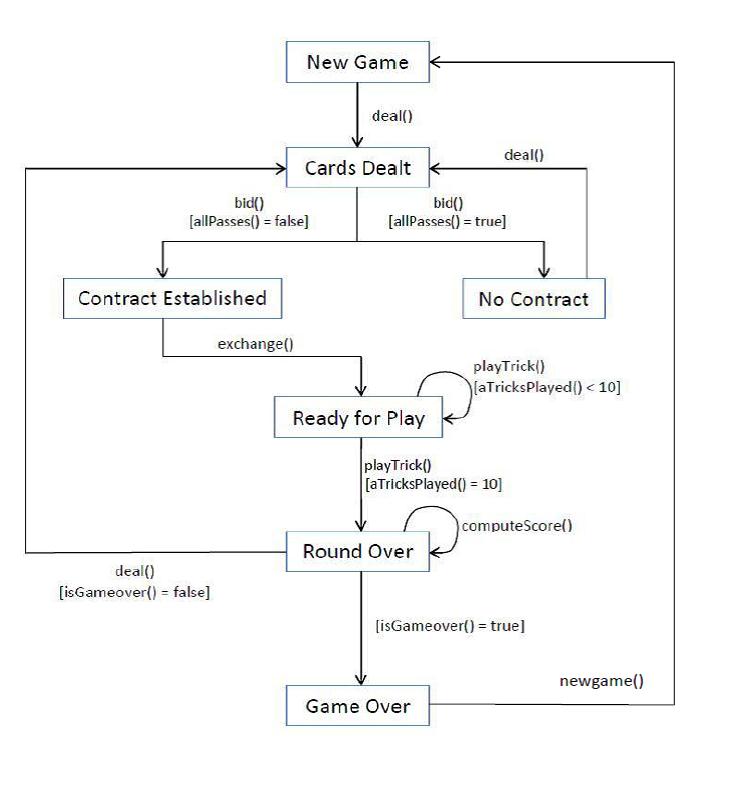 New Game
deal()
Cards Dealt
deal()
bid()
[allPasses() = false]
bid()
[allPasses() = true]
Contract Established
No Contract
exchange()
playTrick()
[aTricksPlayed() < 10]
Ready for Play
playTrick()
[aTricksPlayed() = 10]
computeScore()
Round Over
deal()
[isGameover() = false]
[isGameover() = true]
newgame()
Game Over